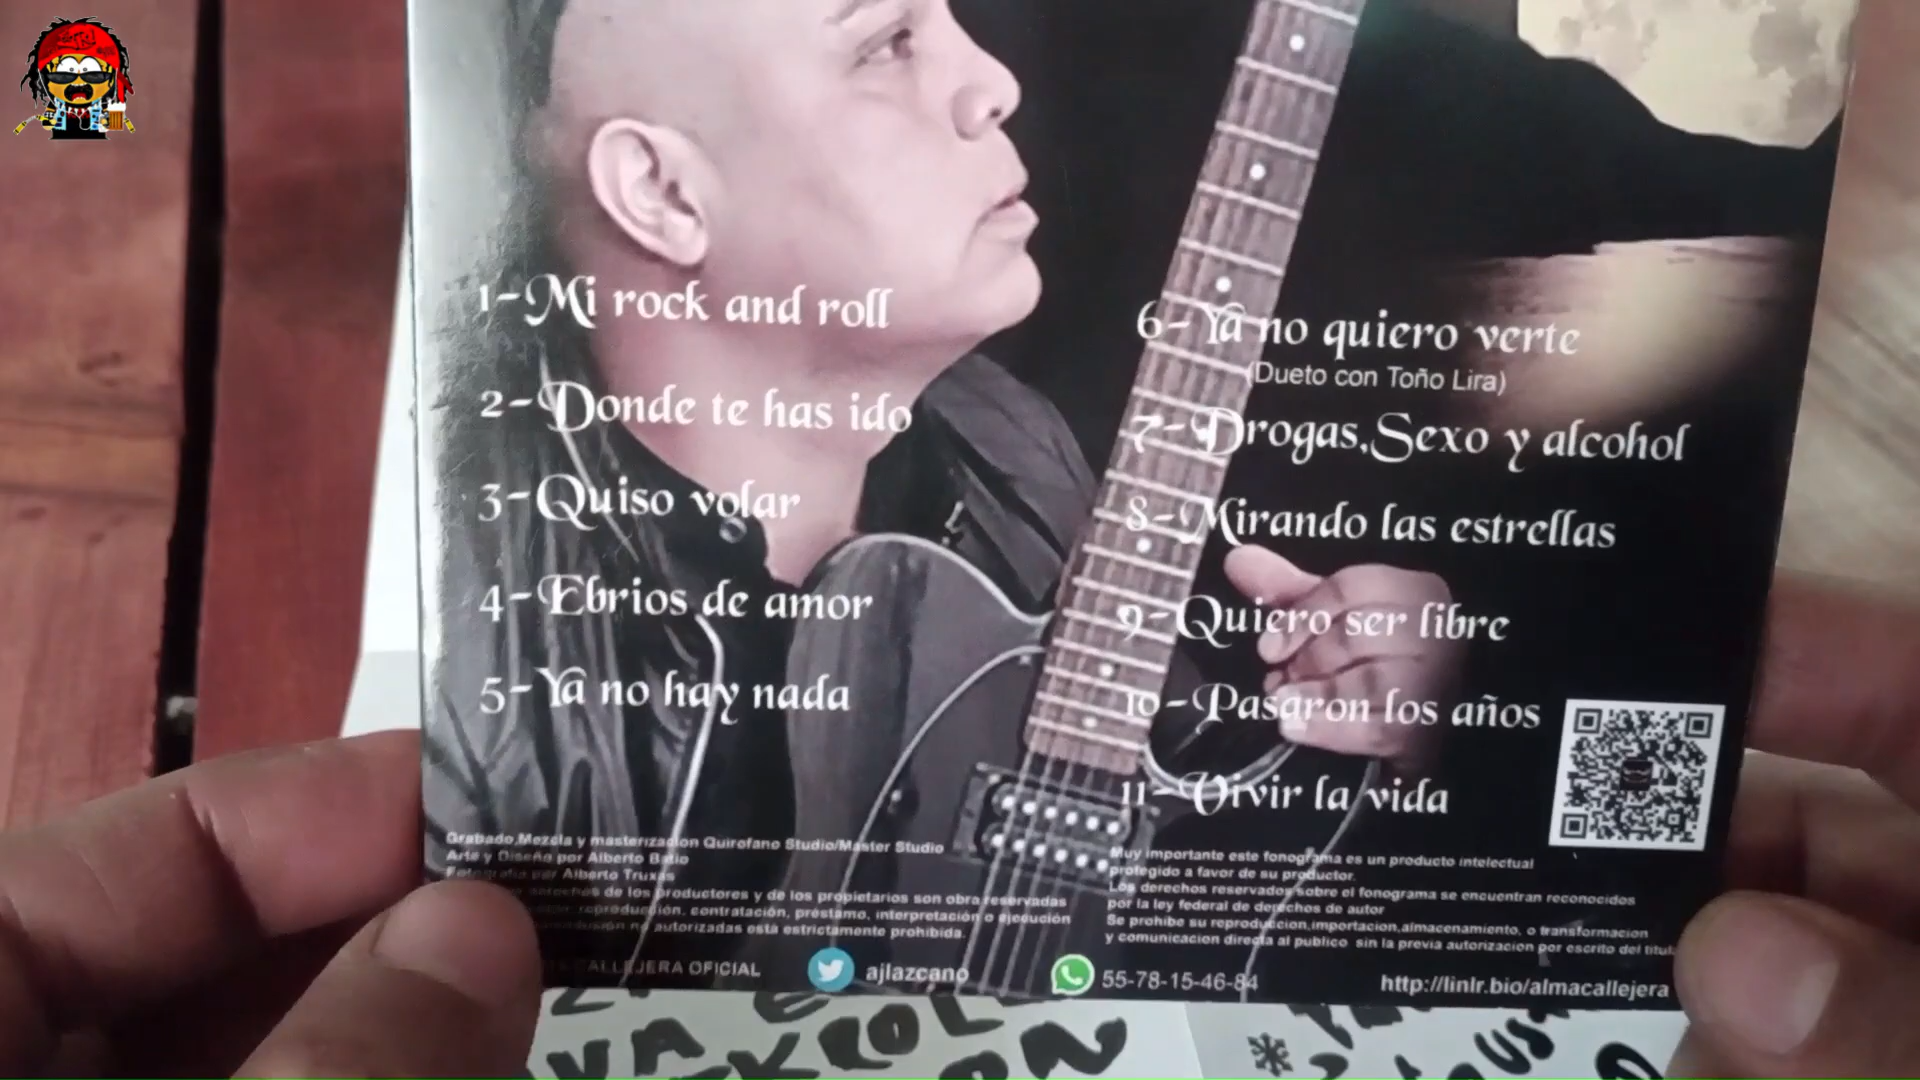 1-Mi rock and roll
2-Donde te has ido
3-Quiso volar
4-Ebrios de amor
5-Ya no hay nada
6-Ya no quiero verte
(Dueto con Toño Lira)
7-Drogas,Sexo y alcohol
8-Mirando las estrellas
9-Quiero ser libre
10-Pasaron los años
11-Vivir la vida
Grabado,Mezcla y masterizacion Quirofano Studio/Master Studio
Arte y Diseño por Alberto Batio
Fotografia por Alberto Truxas
derechos de los productores y de los propietarios son obra reservadas
reproducción, contratación, préstamo, interpretación o ejecución
no autorizadas está estrictamente prohibida.
Muy importante este fonograma es un producto intelectual
protegido a favor de su productor.
Los derechos reservados sobre el fonograma se encuentran reconocidos
por la ley federal de derechos de autor
Se prohibe su reproduccion,importacion,almacenamiento, o transformacion
y comunicacion directa al publico sin la previa autorizacion por escrito del titul
CALLEJERA OFICIAL
ajlazcano
55-78-15-46-84
http://linlr.bio/almacallejera